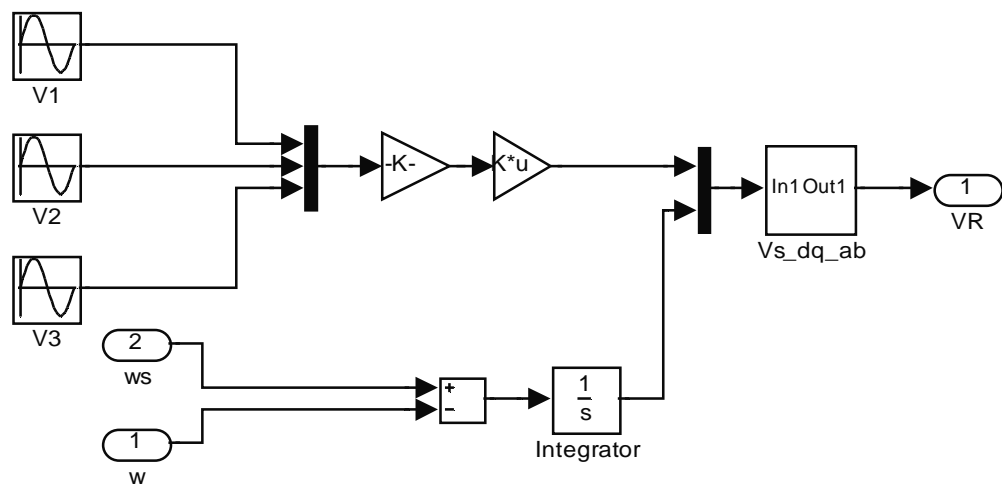 V1
V2
V3
-K-
K*u
In1 Out1
Vs_dq_ab
1
VR
2
ws
1
w
+
−
1
s
Integrator